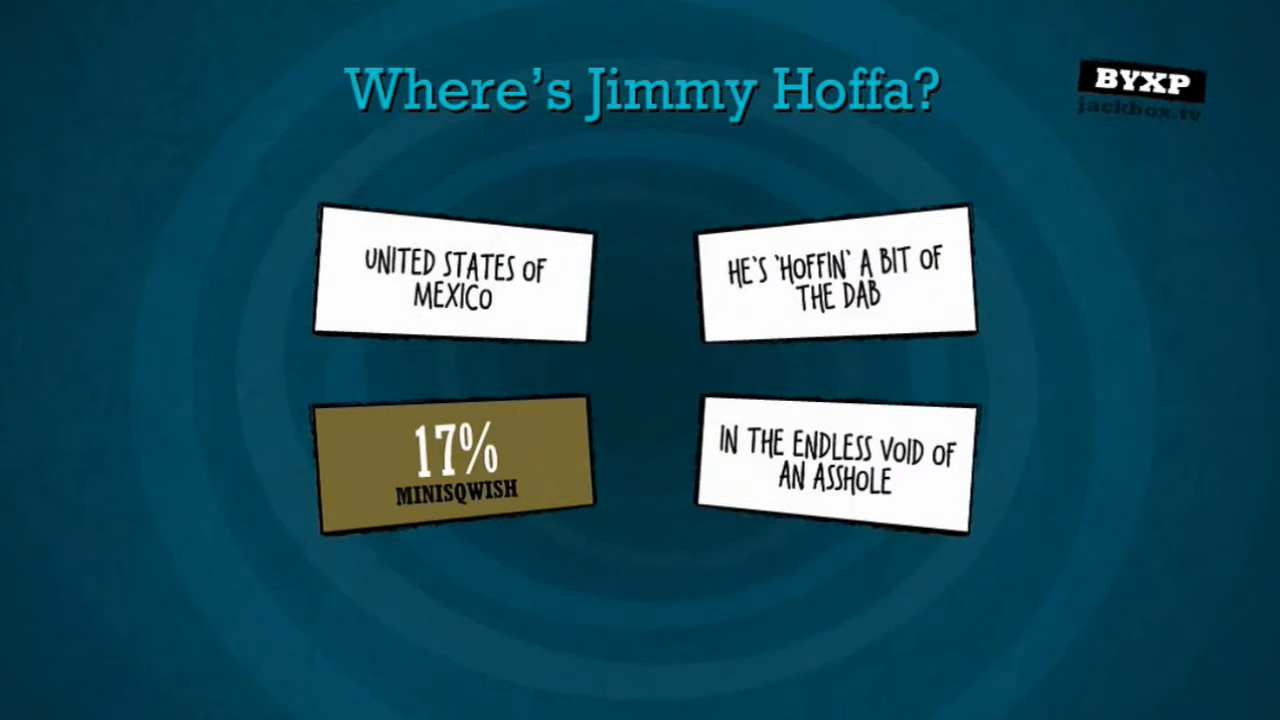 Where's Jimmy Hoffa?
BYXP
jackbox.tv
UNITED STATES OF
MEXICO
HE'S 'HOFFIN' A BIT OF
THE DAB
17%
MINISQWISH
IN THE ENDLESS VOID OF
AN ASSHOLE